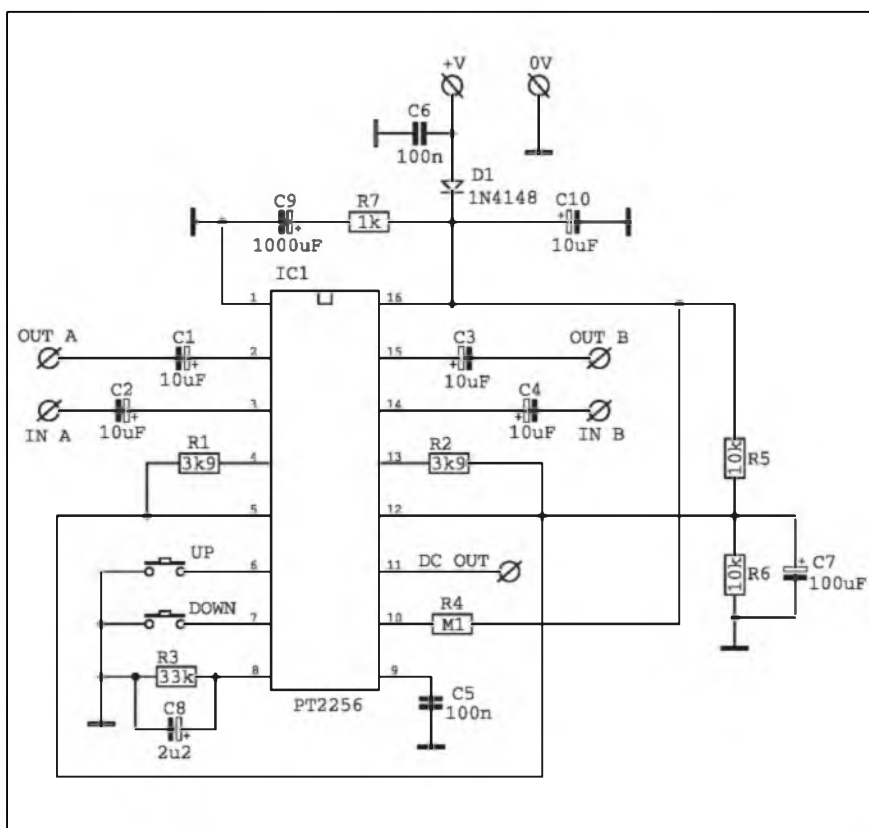 +V 0V
C6
100n
D1
1N4148
C9 R7 C10
1k
1000uF 10uF
IC1
1 16
OUT A C1 C3 OUT B
2 15
10uF 10uF
C2 C4
3 14
IN A 10uF 10uF IN B
R1 R2
3k9 4 13 3k9
10k R5
5 12
UP
6 11 DC OUT
10k R6 C7
100uF
DOWN R4
7 10 M1
R3
33k 8 9
C8 C5
PT2256 100n
2u2